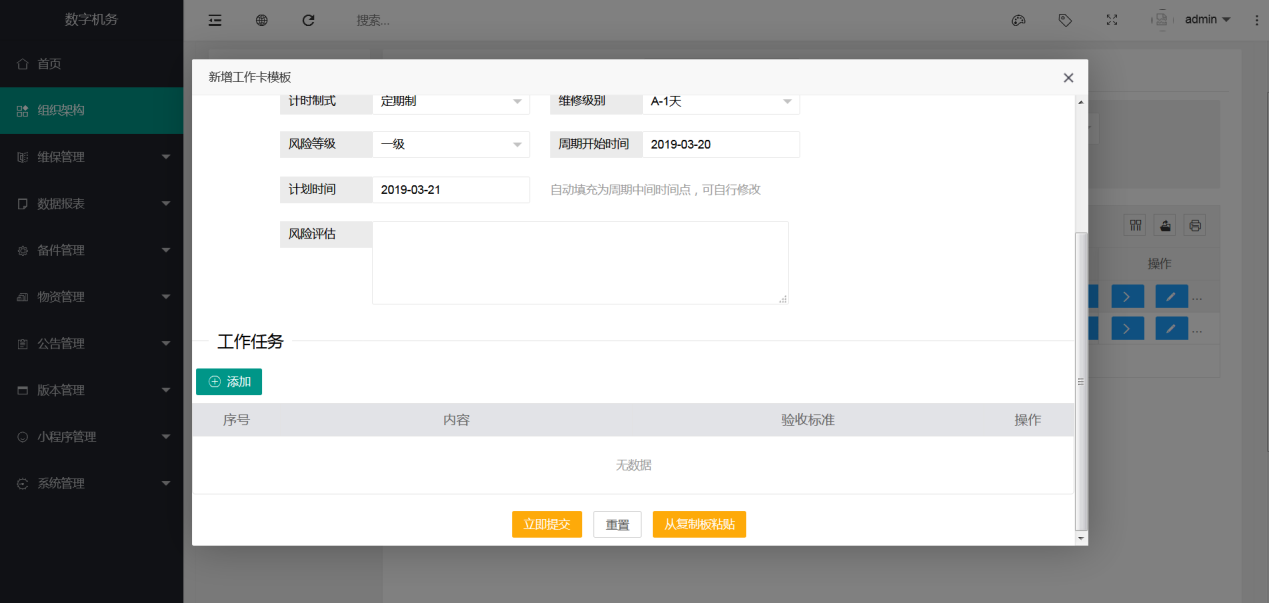 数字机务
搜索...
admin
首页
组织架构
维保管理
数据报表
备件管理
物资管理
公告管理
版本管理
小程序管理
系统管理
新增工作卡模板
计时制式 定期制 维修级别 A-1天
风险等级 一级 周期开始时间 2019-03-20
计划时间 2019-03-21 自动填充为周期中间时间点，可自行修改
风险评估
工作任务
添加
序号 内容 验收标准 操作
无数据
立即提交 重置 从复制板粘贴
操作
...
...